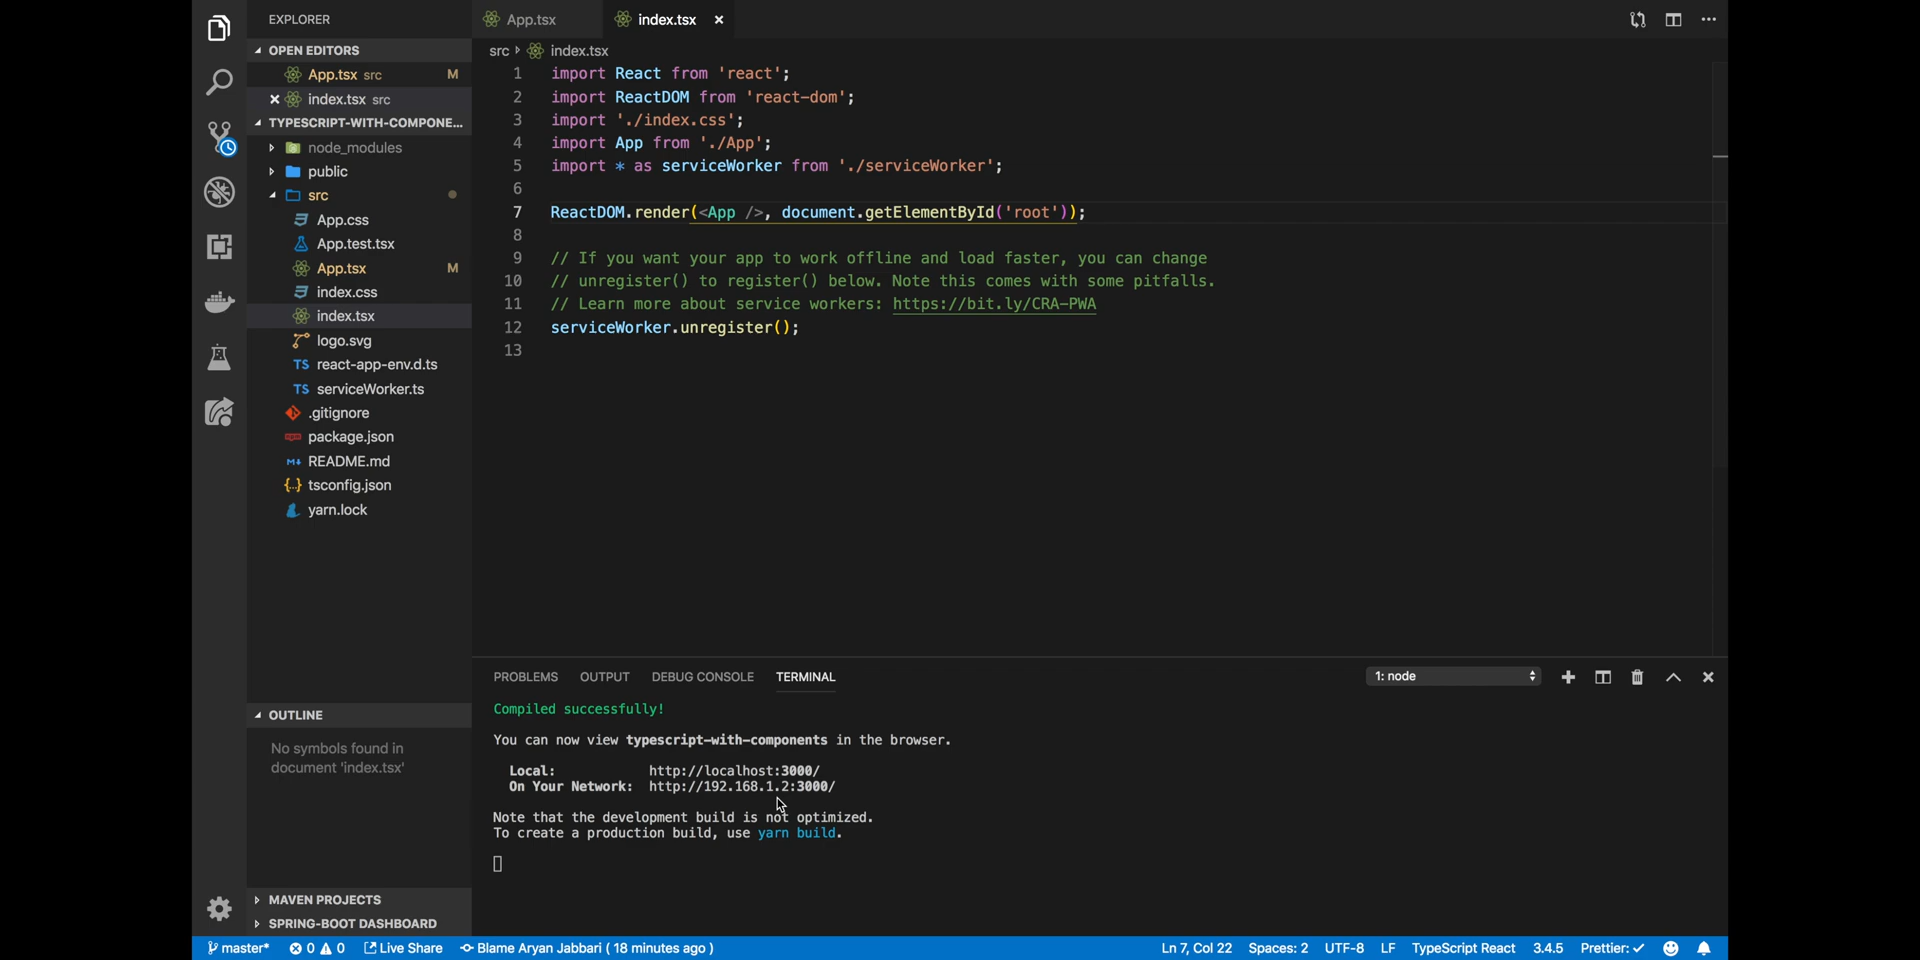 EXPLORER
OPEN EDITORS
App.tsx src M
index.tsx src
TYPESCRIPT-WITH-COMPONE...
node_modules
public
src
App.css
App.test.tsx
App.tsx M
index.css
index.tsx
logo.svg
TS react-app-env.d.ts
TS serviceWorker.ts
.gitignore
package.json
README.md
tsconfig.json
yarn.lock
OUTLINE
No symbols found in
document 'index.tsx'
MAVEN PROJECTS
SPRING-BOOT DASHBOARD
App.tsx index.tsx
src index.tsx
1 import React from 'react';
2 import ReactDOM from 'react-dom';
3 import './index.css';
4 import App from './App';
5 import * as serviceWorker from './serviceWorker';
6
7 ReactDOM.render(<App />, document.getElementById('root'));
8
9 // If you want your app to work offline and load faster, you can change
10 // unregister() to register() below. Note this comes with some pitfalls.
11 // Learn more about service workers: https://bit.ly/CRA-PWA
12 serviceWorker.unregister();
13
PROBLEMS OUTPUT DEBUG CONSOLE TERMINAL 1: node
Compiled successfully!
You can now view typescript-with-components in the browser.
Local: http://localhost:3000/
On Your Network: http://192.168.1.2:3000/
Note that the development build is not optimized.
To create a production build, use yarn build.
master* 0 0 Live Share Blame Aryan Jabbari ( 18 minutes ago ) Ln 7, Col 22 Spaces: 2 UTF-8 LF TypeScript React 3.4.5 Prettier: ✓